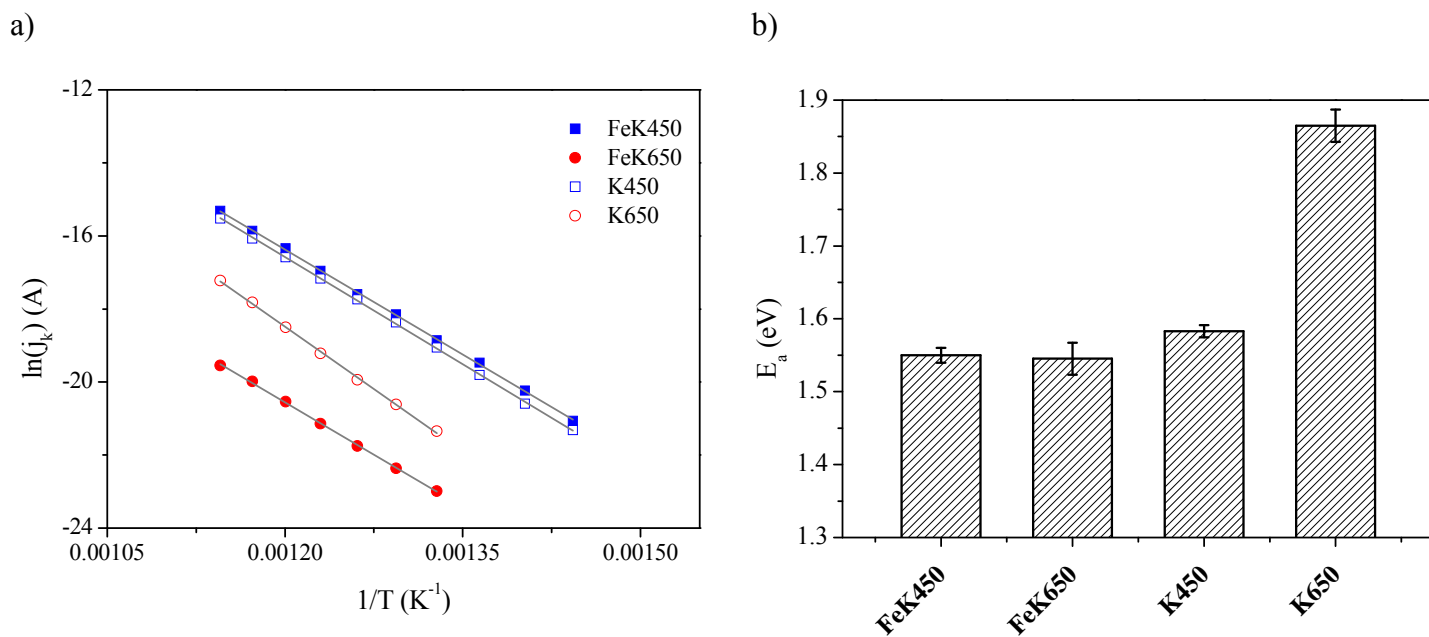 a)
-12
-16
-20
-24
0.00105
0.00120
0.00135
0.00150
ln(j_k) (A)
1/T (K^-1)
FeK450
FeK650
K450
K650
b)
1.9
1.8
1.7
1.6
1.5
1.4
1.3
E_a (eV)
FeK450
FeK650
K450
K650